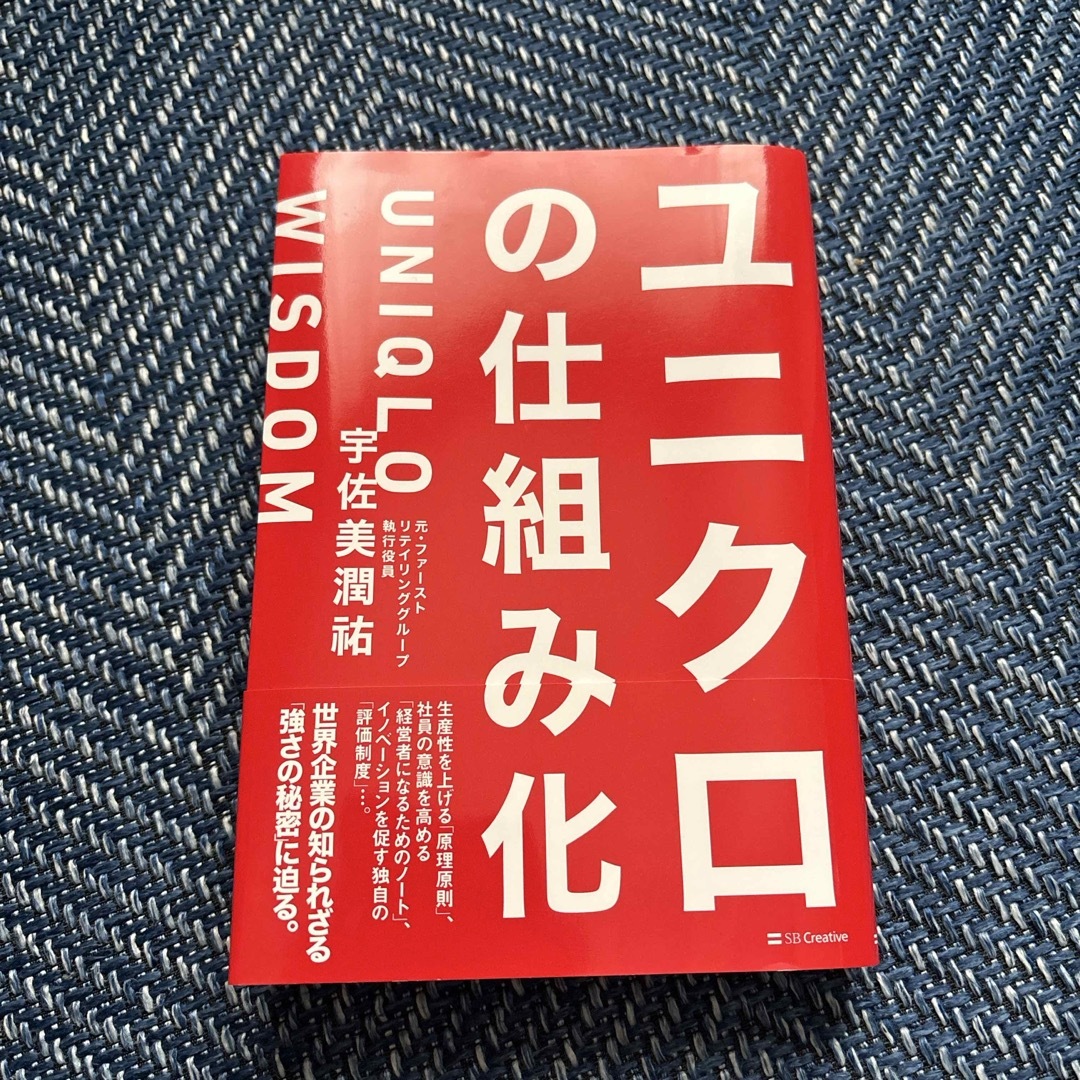 ユニクロ
の仕組み化
UNIQLO
WISDOM
元・ファースト
リテイリンググループ
執行役員
宇佐美潤祐
生産性を上げる「原理原則」、
社員の意識を高める
「経営者になるためのノート」、
イノベーションを促す独自の
「評価制度」…。
世界企業の知られざる
「強さの秘密」に迫る。
SB Creative